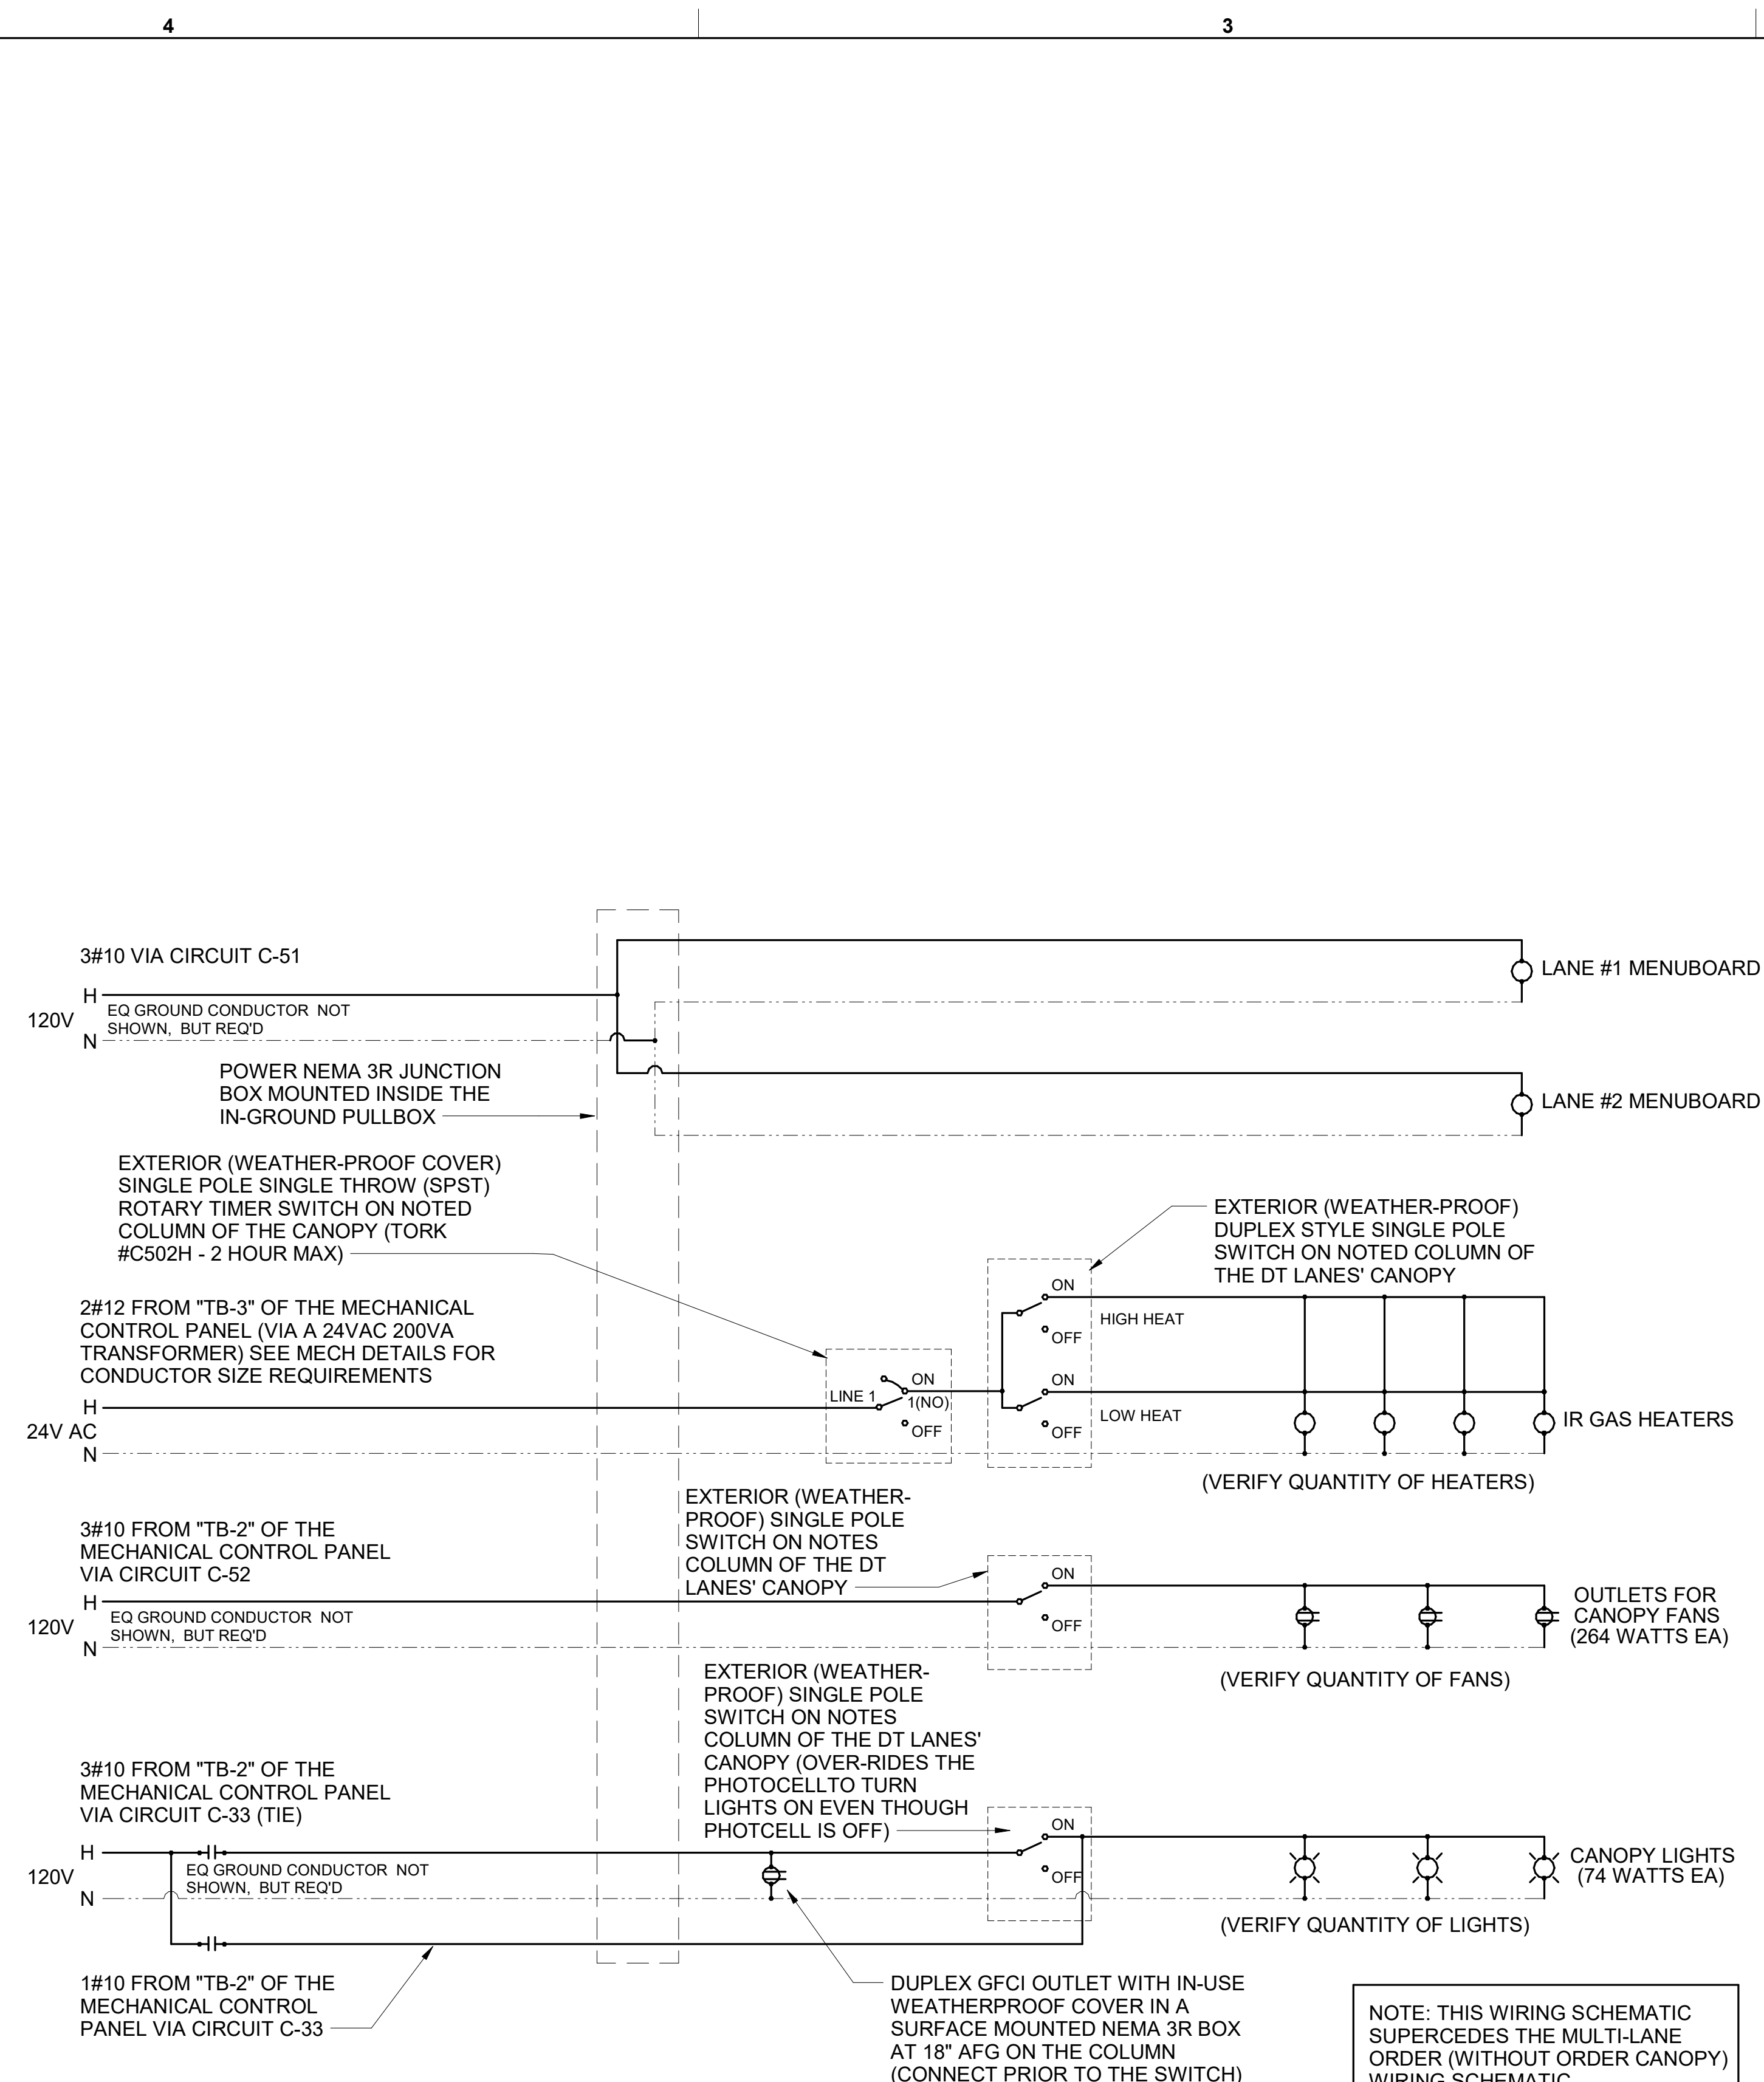 4
3
3#10 VIA CIRCUIT C-51
H
120V
EQ GROUND CONDUCTOR NOT
SHOWN, BUT REQ'D
N
LANE #1 MENUBOARD
POWER NEMA 3R JUNCTION
BOX MOUNTED INSIDE THE
IN-GROUND PULLBOX
LANE #2 MENUBOARD
EXTERIOR (WEATHER-PROOF COVER)
SINGLE POLE SINGLE THROW (SPST)
ROTARY TIMER SWITCH ON NOTED
COLUMN OF THE CANOPY (TORK
#C502H - 2 HOUR MAX)
EXTERIOR (WEATHER-PROOF)
DUPLEX STYLE SINGLE POLE
SWITCH ON NOTED COLUMN OF
THE DT LANES' CANOPY
2#12 FROM "TB-3" OF THE MECHANICAL
CONTROL PANEL (VIA A 24VAC 200VA
TRANSFORMER) SEE MECH DETAILS FOR
CONDUCTOR SIZE REQUIREMENTS
H
24V AC
N
LINE 1
ON
1(NO)
OFF
ON
HIGH HEAT
OFF
ON
LOW HEAT
OFF
IR GAS HEATERS
(VERIFY QUANTITY OF HEATERS)
EXTERIOR (WEATHER-
PROOF) SINGLE POLE
SWITCH ON NOTES
COLUMN OF THE DT
LANES' CANOPY
3#10 FROM "TB-2" OF THE
MECHANICAL CONTROL PANEL
VIA CIRCUIT C-52
H
120V
EQ GROUND CONDUCTOR NOT
SHOWN, BUT REQ'D
N
ON
OFF
OUTLETS FOR
CANOPY FANS
(264 WATTS EA)
(VERIFY QUANTITY OF FANS)
EXTERIOR (WEATHER-
PROOF) SINGLE POLE
SWITCH ON NOTES
COLUMN OF THE DT LANES'
CANOPY (OVER-RIDES THE
PHOTOCELLTO TURN
LIGHTS ON EVEN THOUGH
PHOTCELL IS OFF)
3#10 FROM "TB-2" OF THE
MECHANICAL CONTROL PANEL
VIA CIRCUIT C-33 (TIE)
H
120V
EQ GROUND CONDUCTOR NOT
SHOWN, BUT REQ'D
N
ON
OFF
CANOPY LIGHTS
(74 WATTS EA)
(VERIFY QUANTITY OF LIGHTS)
1#10 FROM "TB-2" OF THE
MECHANICAL CONTROL
PANEL VIA CIRCUIT C-33
DUPLEX GFCI OUTLET WITH IN-USE
WEATHERPROOF COVER IN A
SURFACE MOUNTED NEMA 3R BOX
AT 18" AFG ON THE COLUMN
(CONNECT PRIOR TO THE SWITCH)
NOTE: THIS WIRING SCHEMATIC
SUPERCEDES THE MULTI-LANE
ORDER (WITHOUT ORDER CANOPY)
WIRING SCHEMATIC